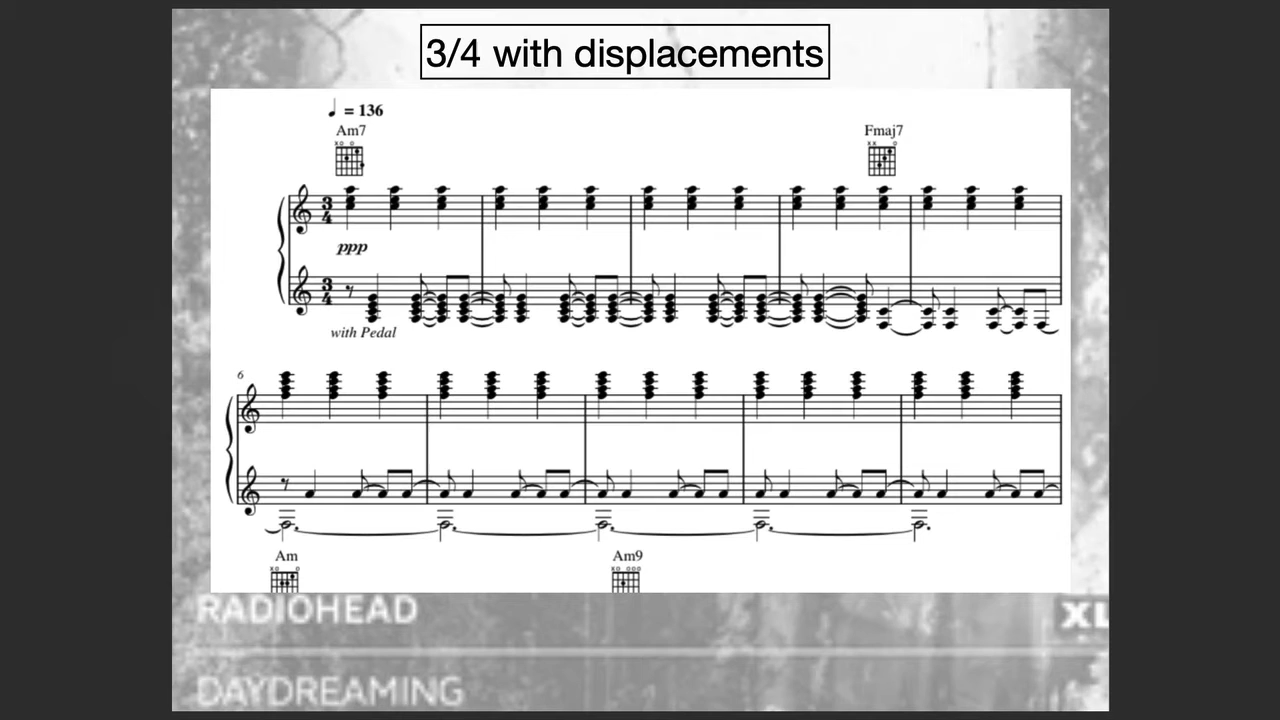 3/4 with displacements
♩ = 136
Am7
Fmaj7
3
4
ppp
3
4
with Pedal
6
Am
Am9
RADIOHEAD
XL
DAYDREAMING